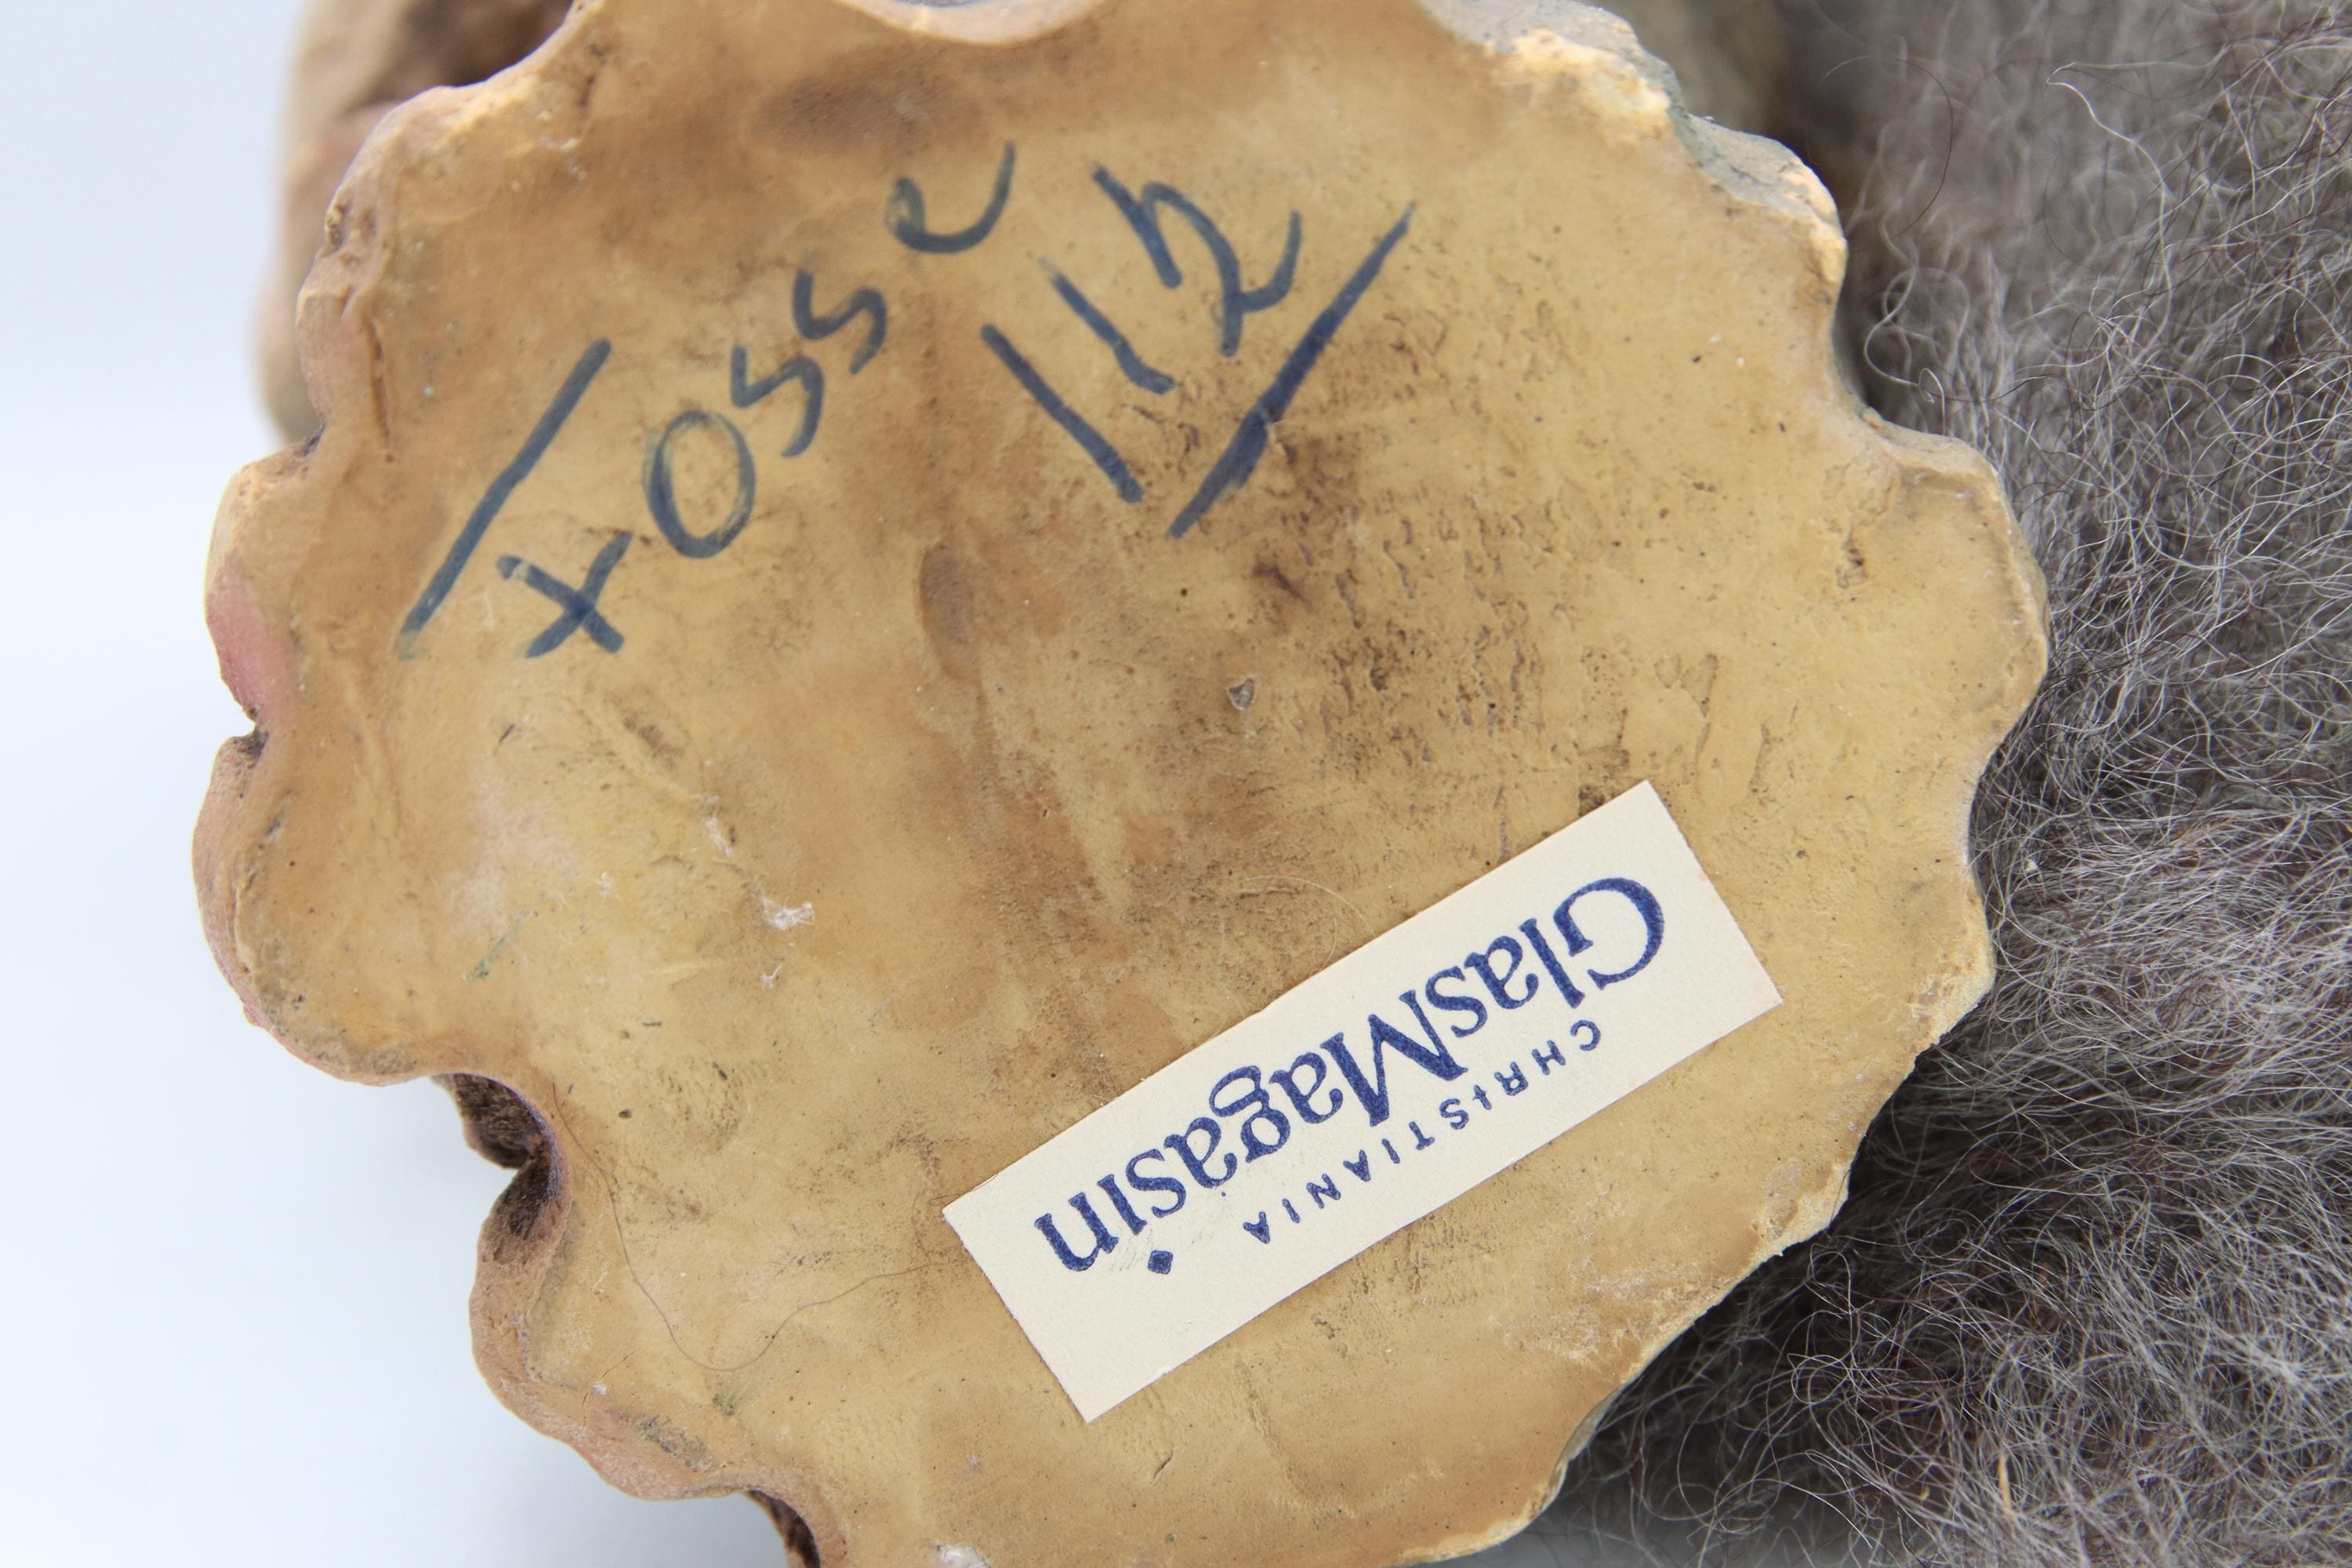 Fosse
112
CHRISTIANIA
GlasMagasin